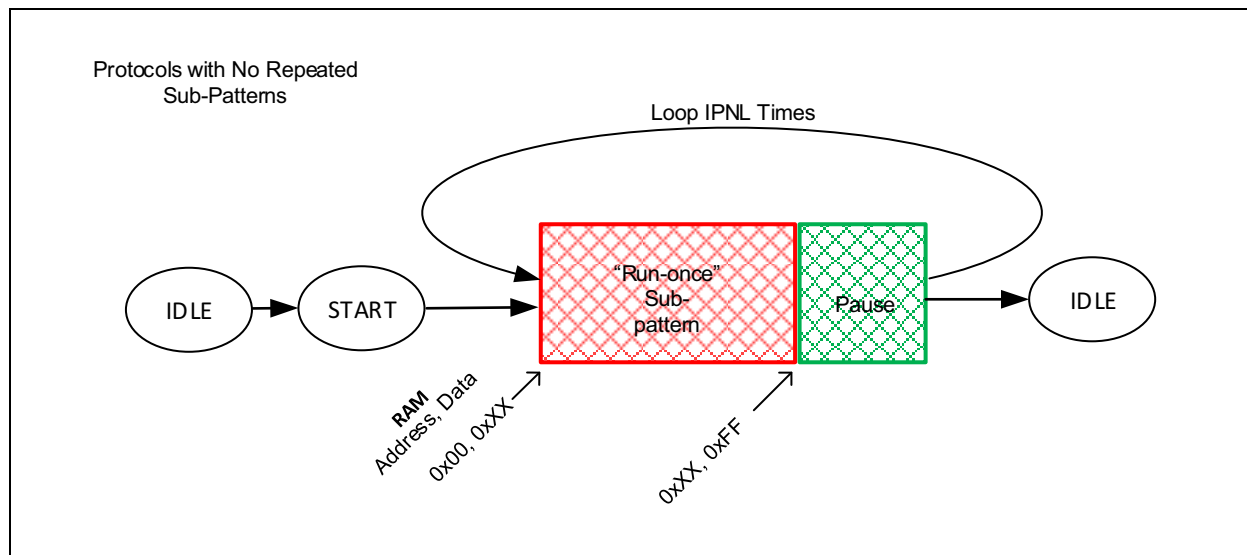 Protocols with No Repeated
Sub-Patterns
Loop IPNL Times
IDLE
START
“Run-once”
Sub-
pattern
Pause
IDLE
RAM
Address, Data
0x00, 0xXX
0xXX, 0xFF